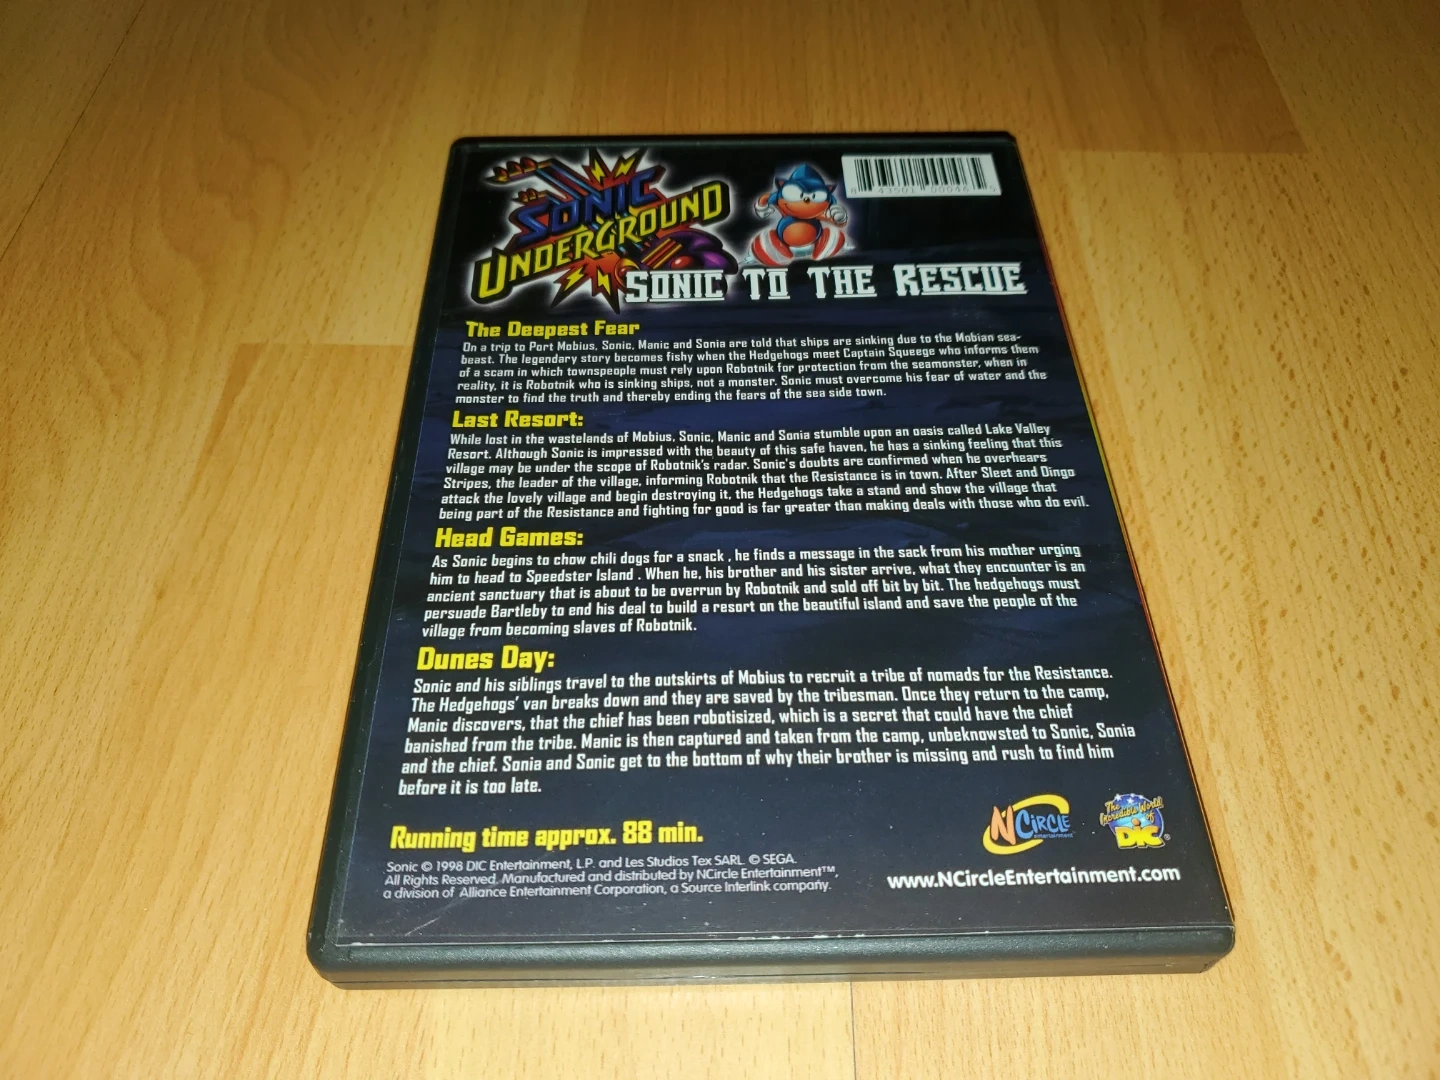 SONIC
UNDERGROUND
8 43501 00046 5
SONIC TO THE RESCUE
The Deepest Fear
On a trip to Port Mobius, Sonic, Manic and Sonia are told that ships are sinking due to the Mobian sea-
beast. The legendary story becomes fishy when the Hedgehogs meet Captain Squeege who informs them
of a scam in which townspeople must rely upon Robotnik for protection from the seamonster, when in
reality, it is Robotnik who is sinking ships, not a monster. Sonic must overcome his fear of water and the
monster to find the truth and thereby ending the fears of the sea side town.
Last Resort:
While lost in the wastelands of Mobius, Sonic, Manic and Sonia stumble upon an oasis called Lake Valley
Resort. Although Sonic is impressed with the beauty of this safe haven, he has a sinking feeling that this
village may be under the scope of Robotnik's radar. Sonic's doubts are confirmed when he overhears
Stripes, the leader of the village, informing Robotnik that the Resistance is in town. After Sleet and Dingo
attack the lovely village and begin destroying it, the Hedgehogs take a stand and show the village that
being part of the Resistance and fighting for good is far greater than making deals with those who do evil.
Head Games:
As Sonic begins to chow chili dogs for a snack , he finds a message in the sack from his mother urging
him to head to Speedster Island . When he, his brother and his sister arrive, what they encounter is an
ancient sanctuary that is about to be overrun by Robotnik and sold off bit by bit. The hedgehogs must
persuade Bartleby to end his deal to build a resort on the beautiful island and save the people of the
village from becoming slaves of Robotnik.
Dunes Day:
Sonic and his siblings travel to the outskirts of Mobius to recruit a tribe of nomads for the Resistance.
The Hedgehogs' van breaks down and they are saved by the tribesman. Once they return to the camp,
Manic discovers, that the chief has been robotisized, which is a secret that could have the chief
banished from the tribe. Manic is then captured and taken from the camp, unbeknowsted to Sonic, Sonia
and the chief. Sonia and Sonic get to the bottom of why their brother is missing and rush to find him
before it is too late.
Running time approx. 88 min.
NCIRCLE
entertainment
The
Incredible World
of
DIC
Sonic © 1998 DIC Entertainment, L.P. and Les Studios Tex SARL © SEGA.
All Rights Reserved. Manufactured and distributed by NCircle Entertainment™,
a division of Alliance Entertainment Corporation, a Source Interlink company.
www.NCircleEntertainment.com